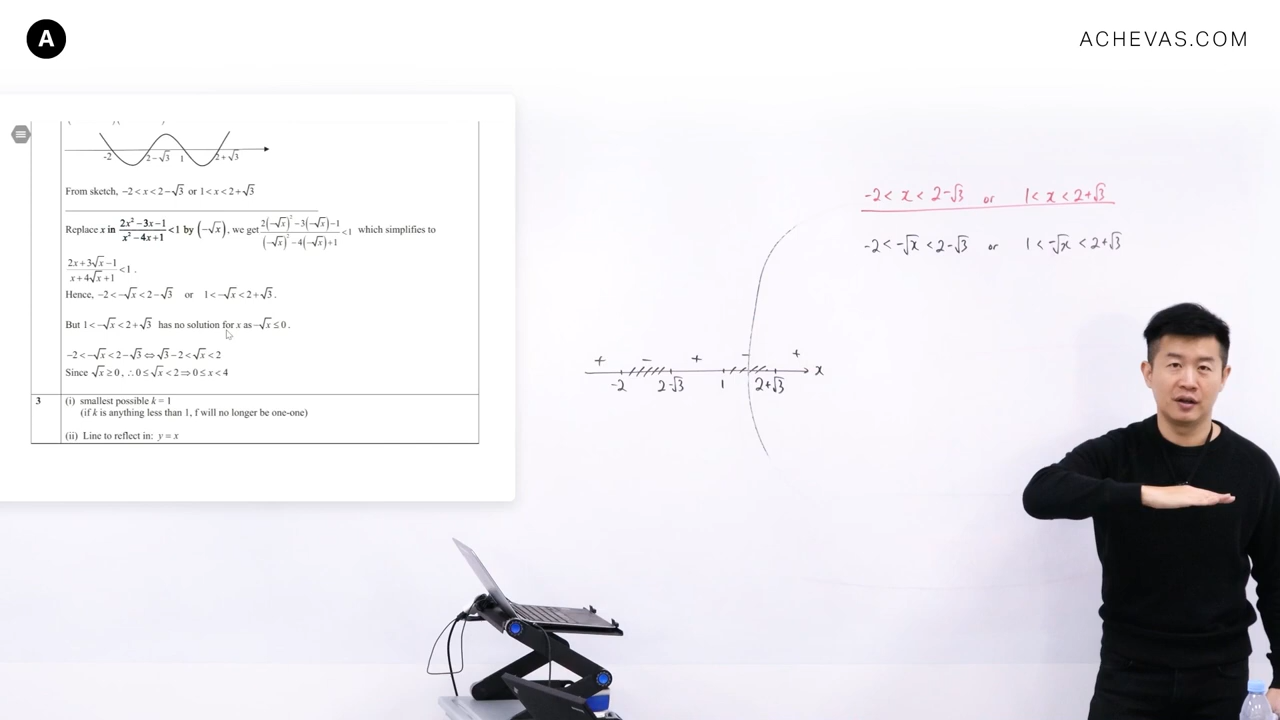 A
ACHEVAS.COM
-2 2-√3 1 2+√3
From sketch, -2 < x < 2-√3 or 1 < x < 2+√3
Replace x in (2x²-3x-1)/(x²-4x+1) < 1 by (-√x), we get (2(-√x)²-3(-√x)-1)/((-√x)²-4(-√x)+1) < 1 which simplifies to
(2x+3√x-1)/(x+4√x+1) < 1 .
Hence, -2 < -√x < 2-√3 or 1 < -√x < 2+√3 .
But 1 < -√x < 2+√3 has no solution for x as -√x ≤ 0 .
-2 < -√x < 2-√3 ⇔ √3-2 < √x < 2
Since √x ≥ 0, ∴ 0 ≤ √x < 2 ⇒ 0 ≤ x < 4
3 (i) smallest possible k = 1
(if k is anything less than 1, f will no longer be one-one)
(ii) Line to reflect in: y = x
-2 < x < 2-√3 or 1 < x < 2+√3
-2 < -√x < 2-√3 or 1 < -√x < 2+√3
+ - + - +
-2 2-√3 1 2+√3 x